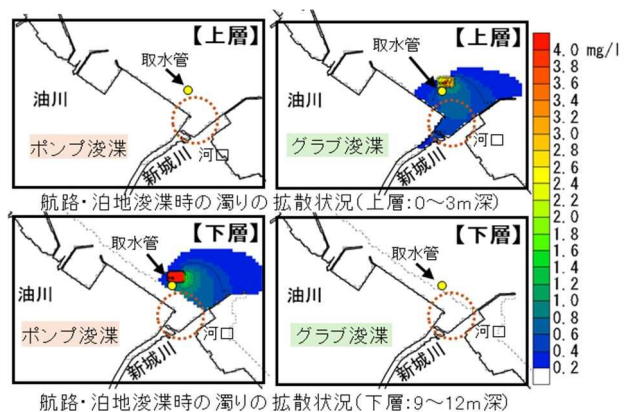 【上層】
取水管
油川
ポンプ浚渫
新城川
河口
【上層】
取水管
油川
グラブ浚渫
新城川
河口
航路・泊地浚渫時の濁りの拡散状況(上層:0～3m深)
【下層】
取水管
油川
ポンプ浚渫
新城川
河口
【下層】
取水管
油川
グラブ浚渫
新城川
河口
航路・泊地浚渫時の濁りの拡散状況(下層:9～12m深)
4.0 mg/l
3.8
3.6
3.4
3.2
3.0
2.8
2.6
2.4
2.2
2.0
1.8
1.6
1.4
1.2
1.0
0.8
0.6
0.4
0.2